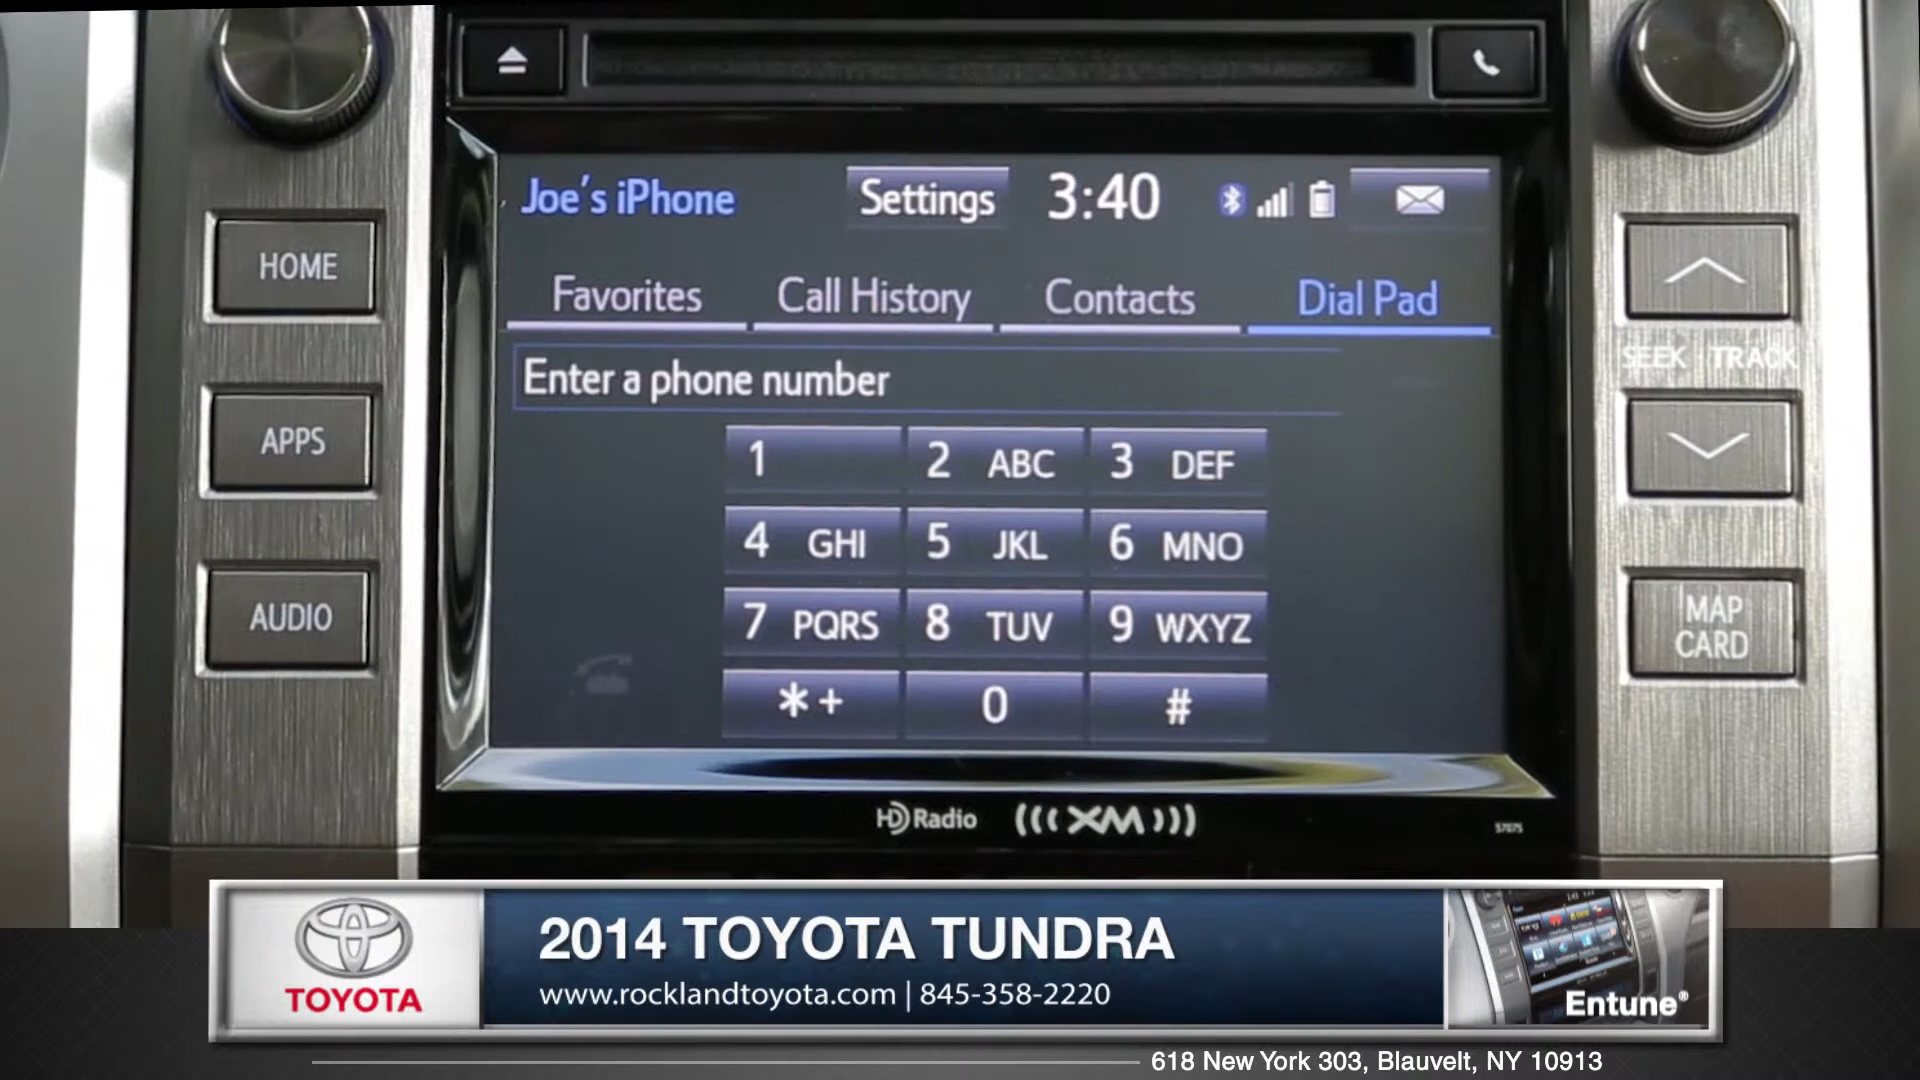 Joe's iPhone Settings 3:40
Favorites Call History Contacts Dial Pad
Enter a phone number
1 2 ABC 3 DEF
4 GHI 5 JKL 6 MNO
7 PQRS 8 TUV 9 WXYZ
*+ 0 #
HOME
APPS
AUDIO
SEEK TRACK
MAP
CARD
HD Radio (((XM)))
57075
TOYOTA
2014 TOYOTA TUNDRA
www.rocklandtoyota.com | 845-358-2220
Entune®
618 New York 303, Blauvelt, NY 10913